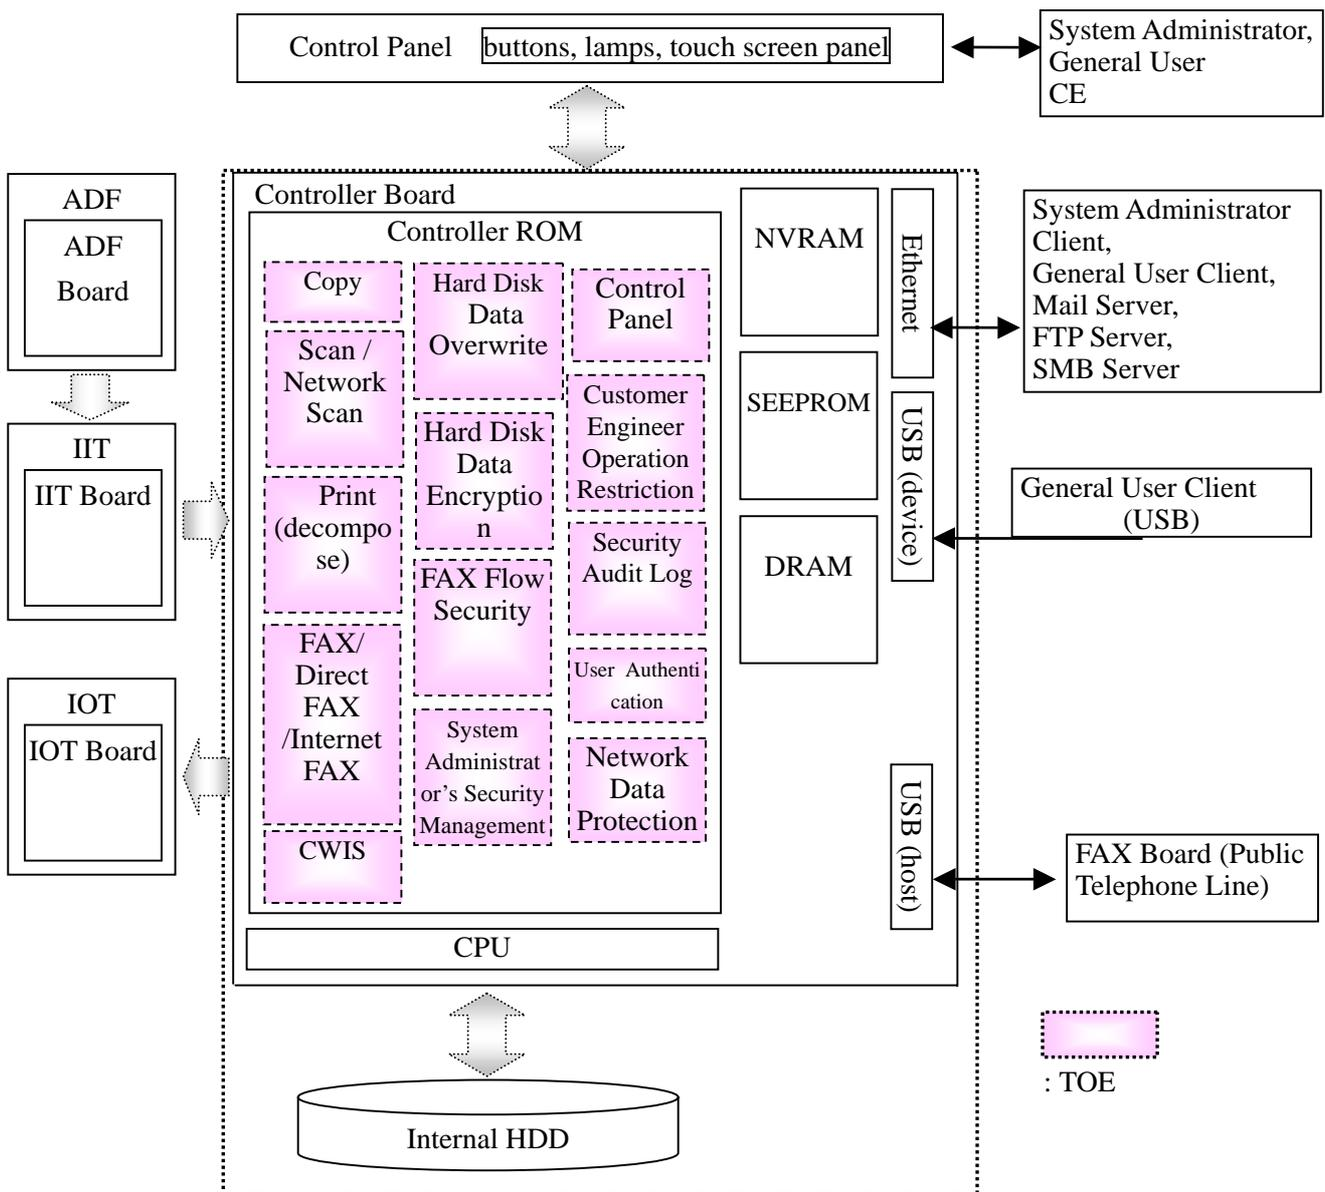 Control Panel
buttons, lamps, touch screen panel
System Administrator,
General User
CE
ADF
ADF
Board
IIT
IIT Board
IOT
IOT Board
Controller Board
Controller ROM
Copy
Scan /
Network
Scan
Print
(decompo
se)
FAX/
Direct
FAX
/Internet
FAX
CWIS
Hard Disk
Data
Overwrite
Hard Disk
Data
Encryptio
n
FAX Flow
Security
System
Administrat
or’s Security
Management
Control
Panel
Customer
Engineer
Operation
Restriction
Security
Audit Log
User Authenti
cation
Network
Data
Protection
NVRAM
SEEPROM
DRAM
Ethernet
USB (device)
USB (host)
System Administrator
Client,
General User Client,
Mail Server,
FTP Server,
SMB Server
General User Client
(USB)
FAX Board (Public
Telephone Line)
CPU
Internal HDD
: TOE